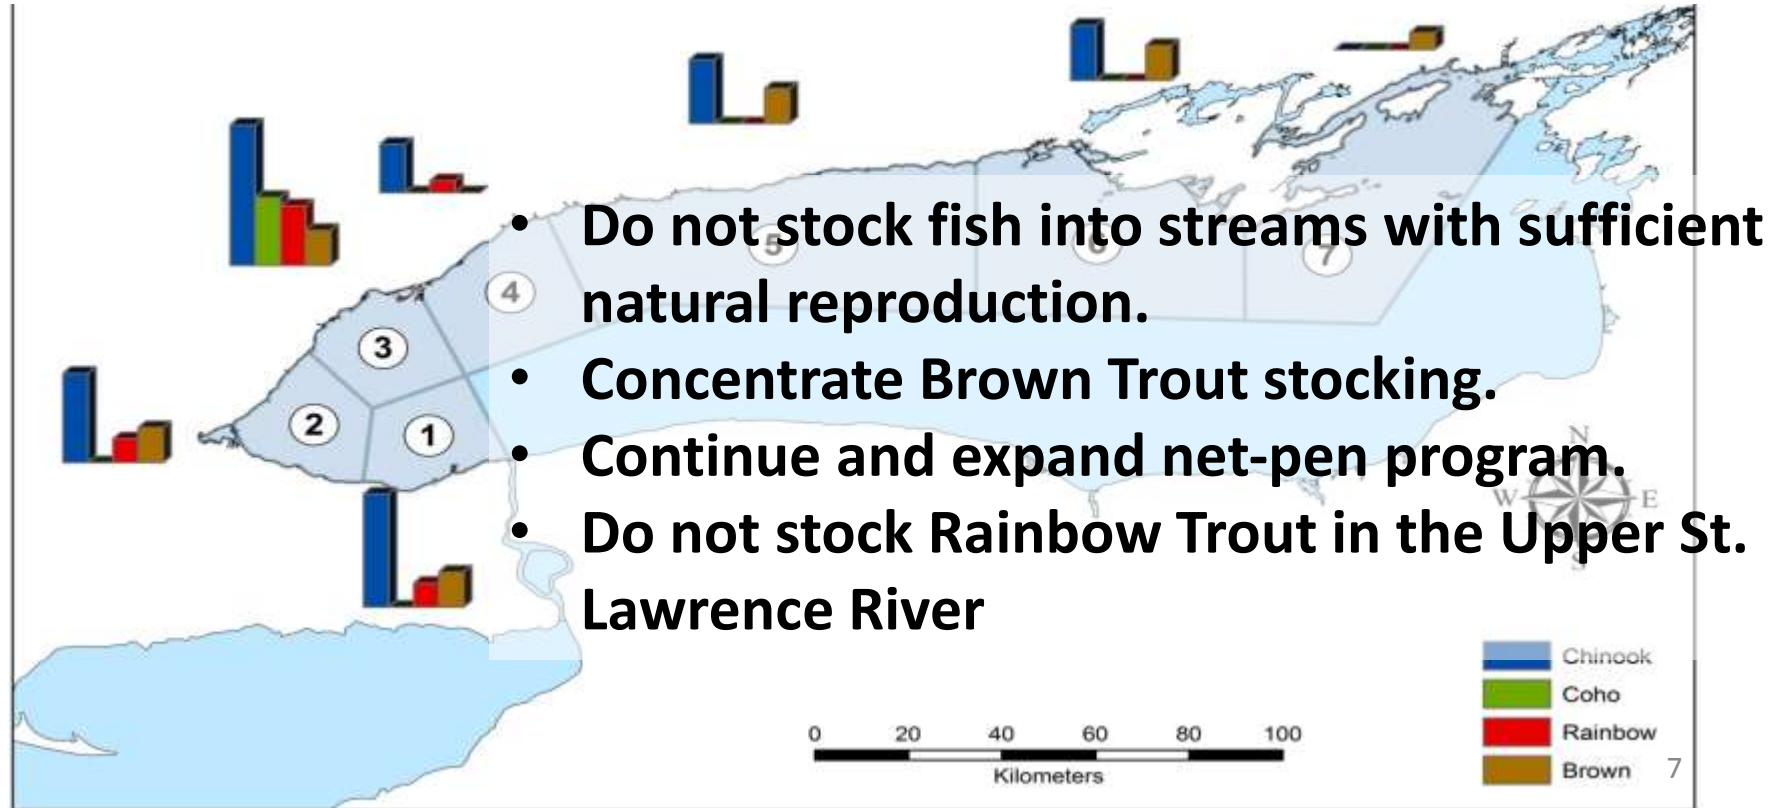 • Do not stock fish into streams with sufficient
natural reproduction.
• Concentrate Brown Trout stocking.
• Continue and expand net-pen program.
• Do not stock Rainbow Trout in the Upper St.
Lawrence River
5
6
7
4
3
2
1
N
W E
S
0 20 40 60 80 100
Kilometers
Chinook
Coho
Rainbow
Brown
7